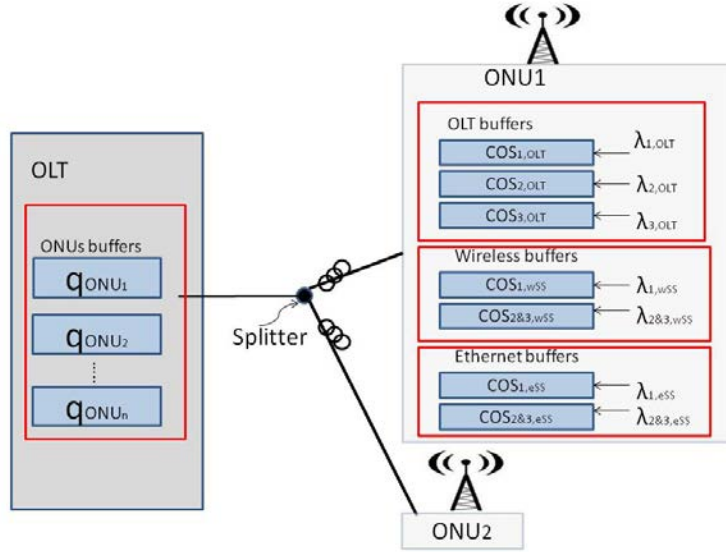 OLT
ONUs buffers
qONU1
qONU2
qONUn
Splitter
ONU1
OLT buffers
COS1,OLT
λ1,OLT
COS2,OLT
λ2,OLT
COS3,OLT
λ3,OLT
Wireless buffers
COS1,wSS
λ1,wSS
COS2&3,wSS
λ2&3,wSS
Ethernet buffers
COS1,eSS
λ1,eSS
COS2&3,eSS
λ2&3,eSS
ONU2